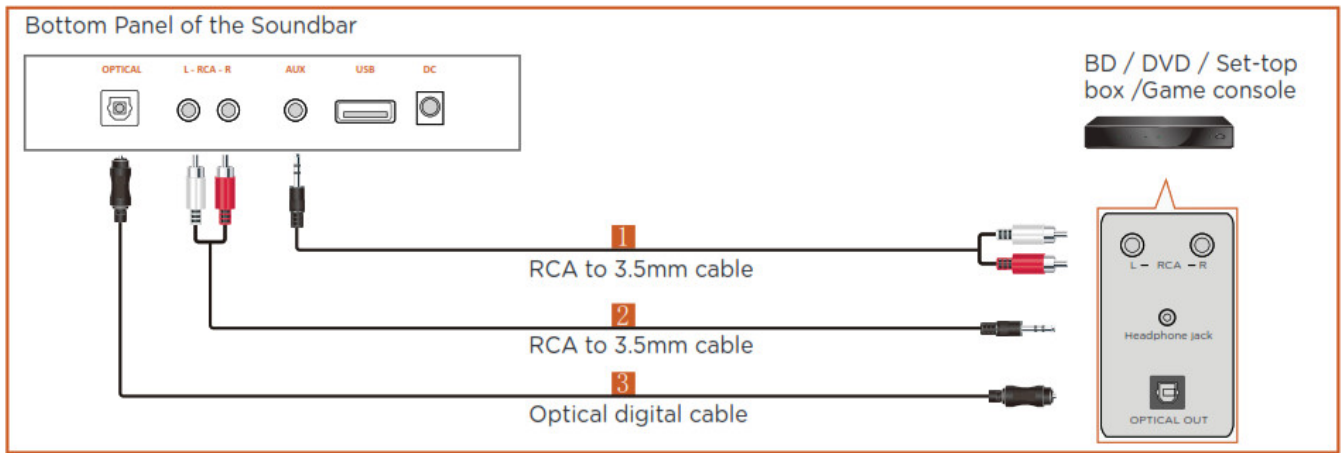 Bottom Panel of the Soundbar
OPTICAL
L - RCA - R
AUX
USB
DC
BD / DVD / Set-top
box /Game console
1
RCA to 3.5mm cable
2
RCA to 3.5mm cable
3
Optical digital cable
L — RCA — R
Headphone jack
OPTICAL OUT